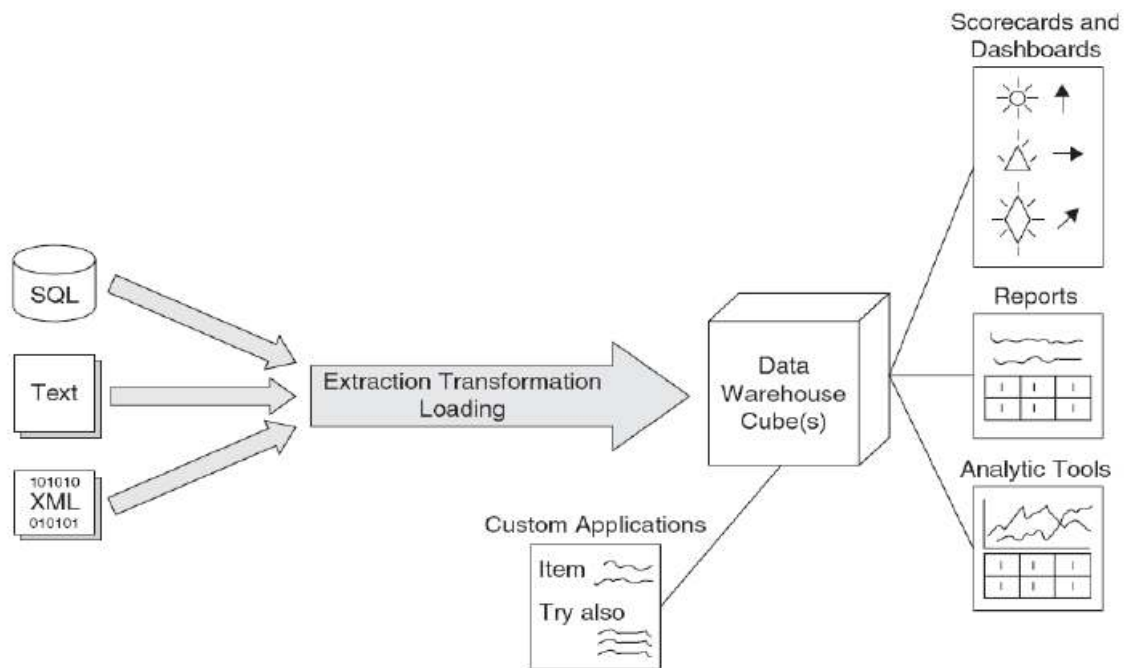 Scorecards and
Dashboards
SQL
Text
101010
XML
010101
Extraction Transformation
Loading
Data
Warehouse
Cube(s)
Reports
Analytic Tools
Custom Applications
Item
Try also